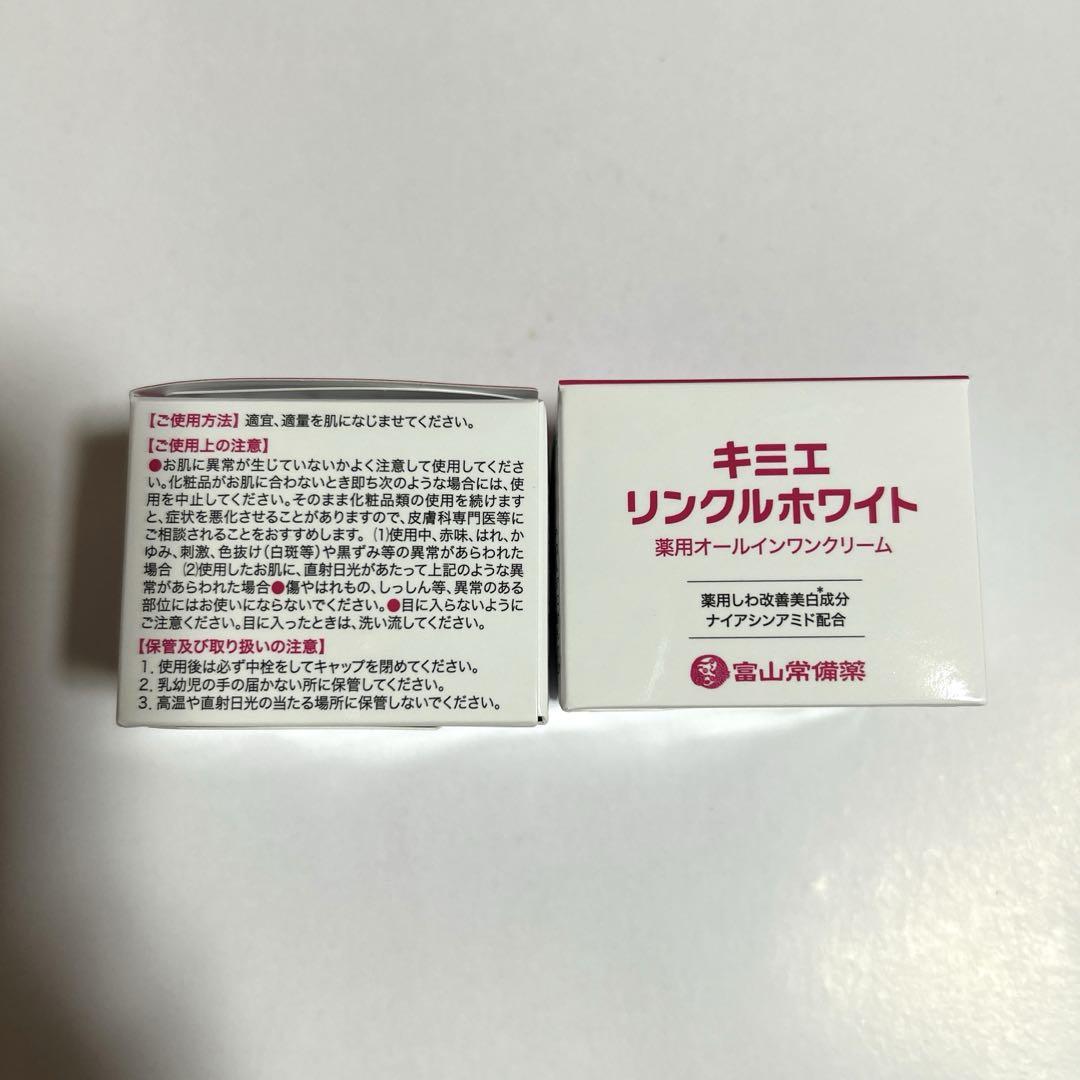 【ご使用方法】適宜、適量を肌になじませてください。
【ご使用上の注意】
●お肌に異常が生じていないかよく注意して使用してくださ
い。化粧品がお肌に合わないとき即ち次のような場合には、使
用を中止してください。そのまま化粧品類の使用を続けます
と、症状を悪化させることがありますので、皮膚科専門医等に
ご相談されることをおすすめします。(1)使用中、赤味、はれ、か
ゆみ、刺激、色抜け(白斑等)や黒ずみ等の異常があらわれた
場合 (2)使用したお肌に、直射日光があたって上記のような異
常があらわれた場合●傷やはれもの、しっしん等、異常のある
部位にはお使いにならないでください。●目に入らないように
ご注意ください。目に入ったときは、洗い流してください。
【保管及び取り扱いの注意】
1. 使用後は必ず中栓をしてキャップを閉めてください。
2. 乳幼児の手の届かない所に保管してください。
3. 高温や直射日光の当たる場所に保管しないでください。
キミエ
リンクルホワイト
薬用オールインワンクリーム
薬用しわ改善美白*成分
ナイアシンアミド配合
富山常備薬